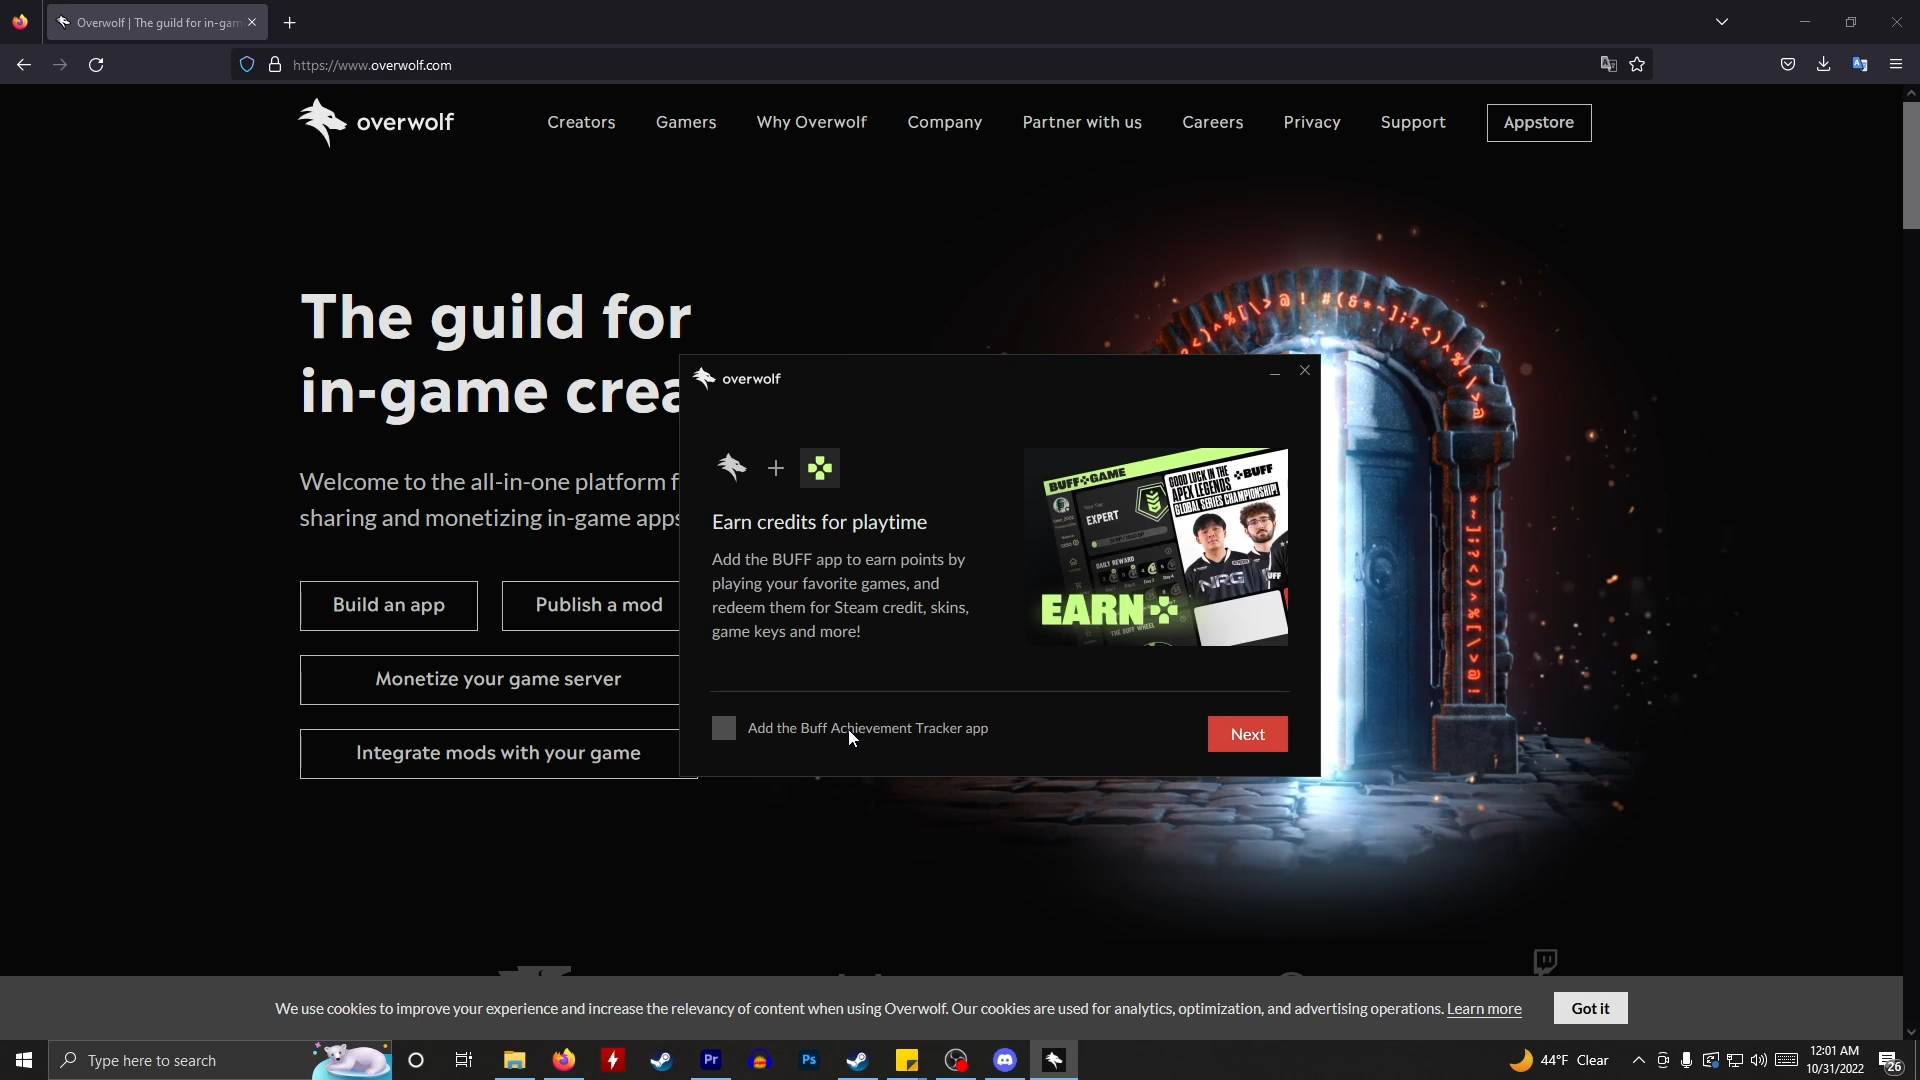 Overwolf | The guild for in-gam
https://www.overwolf.com
overwolf
Creators
Gamers
Why Overwolf
Company
Partner with us
Careers
Privacy
Support
Appstore
The guild for
in-game crea
Welcome to the all-in-one platform f
sharing and monetizing in-game apps
Build an app
Publish a mod
Monetize your game server
Integrate mods with your game
overwolf
Earn credits for playtime
Add the BUFF app to earn points by
playing your favorite games, and
redeem them for Steam credit, skins,
game keys and more!
BUFF GAME
EXPERT
DAILY REWARD
THE BUFF WHEEL
GOOD LUCK IN THE
BUFF
APEX LEGENDS
GLOBAL SERIES CHAMPIONSHIP!
NRG
EARN
Add the Buff Achievement Tracker app
Next
We use cookies to improve your experience and increase the relevancy of content when using Overwolf. Our cookies are used for analytics, optimization, and advertising operations. Learn more
Got it
Type here to search
Pr
Ps
44°F Clear
12:01 AM
10/31/2022
26